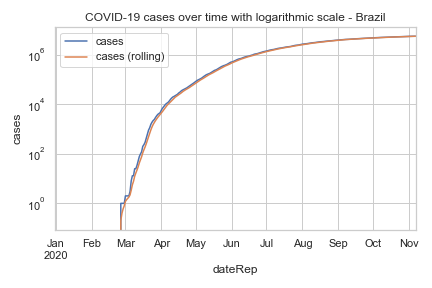 COVID-19 cases over time with logarithmic scale - Brazil
cases
cases (rolling)
10^6
10^4
10^2
10^0
cases
Jan Feb Mar Apr May Jun Jul Aug Sep Oct Nov
2020
dateRep